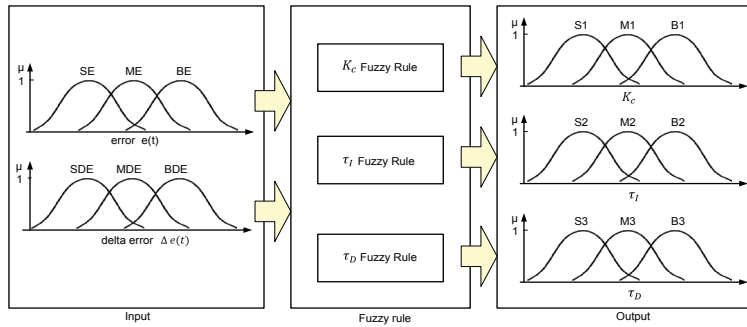 μ
1
SE ME BE
error e(t)
μ
1
SDE MDE BDE
delta error Δ e(t)
Input
K_c Fuzzy Rule
τ_I Fuzzy Rule
τ_D Fuzzy Rule
Fuzzy rule
μ
1
S1 M1 B1
K_c
μ
1
S2 M2 B2
τ_I
μ
1
S3 M3 B3
τ_D
Output